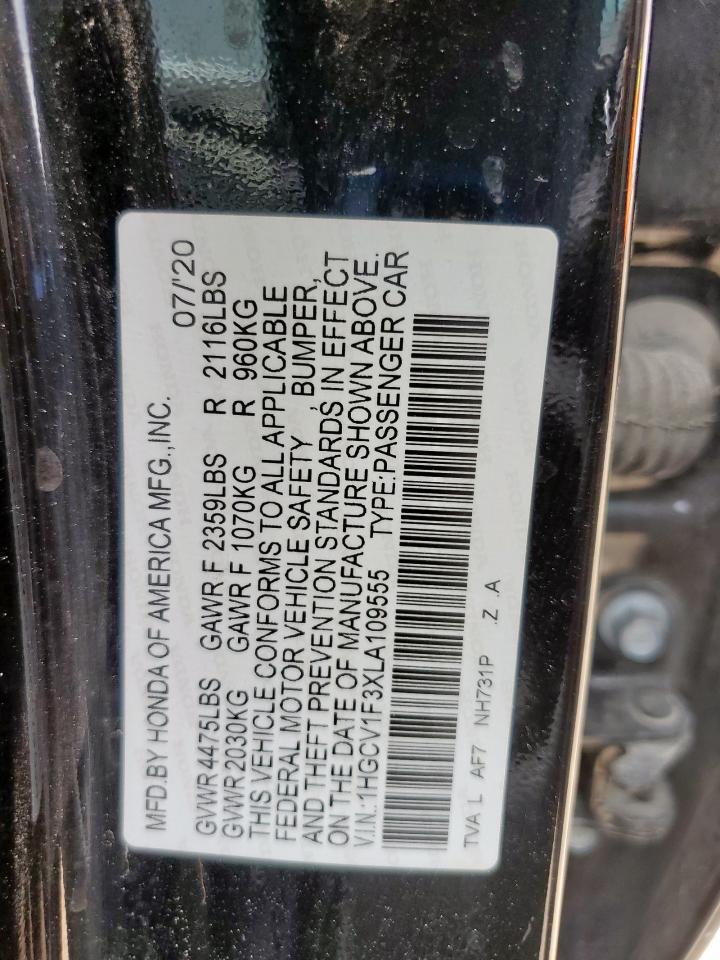 MFD.BY HONDA OF AMERICA MFG.,INC. 07/'20
GVWR 4475LBS GAWR F 2359LBS R 2116LBS
GVWR 2030KG GAWR F 1070KG R 960KG
THIS VEHICLE CONFORMS TO ALL APPLICABLE
FEDERAL MOTOR VEHICLE SAFETY , BUMPER,
AND THEFT PREVENTION STANDARDS IN EFFECT
ON THE DATE OF MANUFACTURE SHOWN ABOVE.
V.I.N.:1HGCV1F3XLA109555 TYPE:PASSENGER CAR
TVA L AF7 NH731P .Z .A